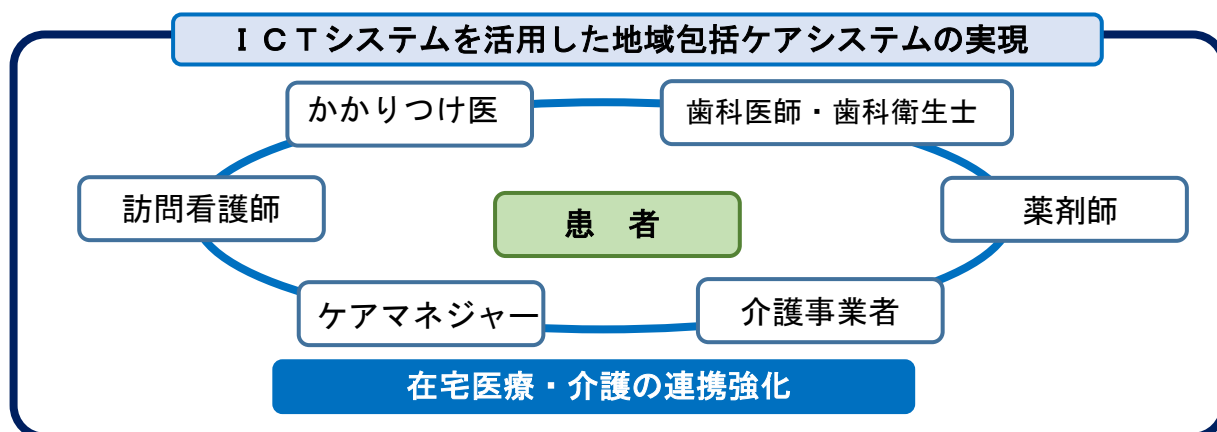 ＩＣＴシステムを活用した地域包括ケアシステムの実現
かかりつけ医
歯科医師・歯科衛生士
訪問看護師
患　者
薬剤師
ケアマネジャー
介護事業者
在宅医療・介護の連携強化